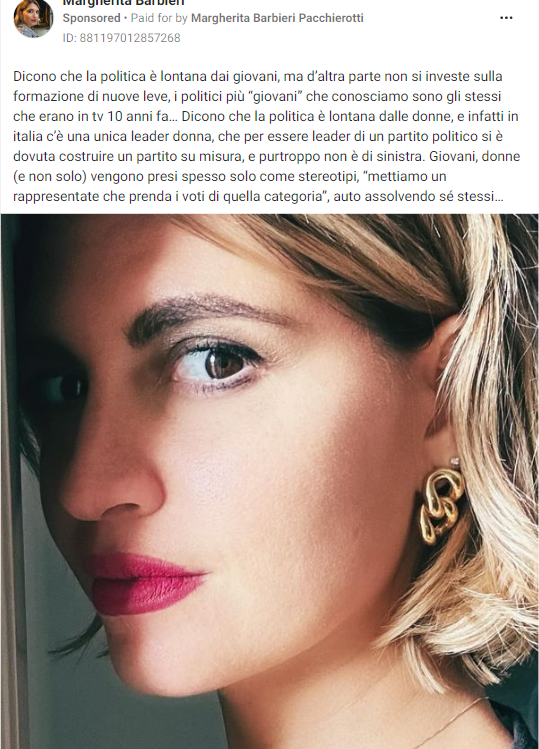 Margherita Barbieri
Sponsored • Paid for by Margherita Barbieri Pacchierotti
ID: 881197012857268
Dicono che la politica è lontana dai giovani, ma d’altra parte non si investe sulla
formazione di nuove leve, i politici più “giovani” che conosciamo sono gli stessi
che erano in tv 10 anni fa… Dicono che la politica è lontana dalle donne, e infatti in
italia c’è una unica leader donna, che per essere leader di un partito politico si è
dovuta costruire un partito su misura, e purtroppo non è di sinistra. Giovani, donne
(e non solo) vengono presi spesso solo come stereotipi, “mettiamo un
rappresentate che prenda i voti di quella categoria”, auto assolvendo sé stessi…